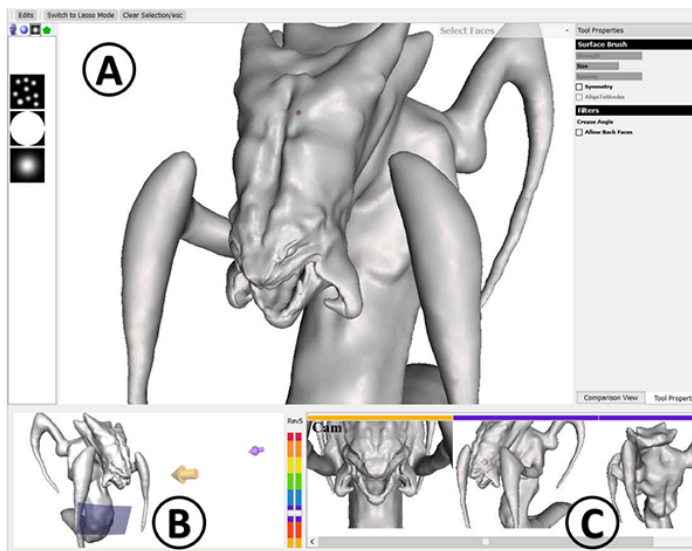 Edits Switch to Lasso Mode Clear Selection/esc
Select Faces
Tool Properties
Surface Brush
Strength
Size
Spacing
Symmetry
AlignToStroke
Filters
Crease Angle
Allow Back Faces
A
Comparison View Tool Properti
Rev5
Cam
B
C